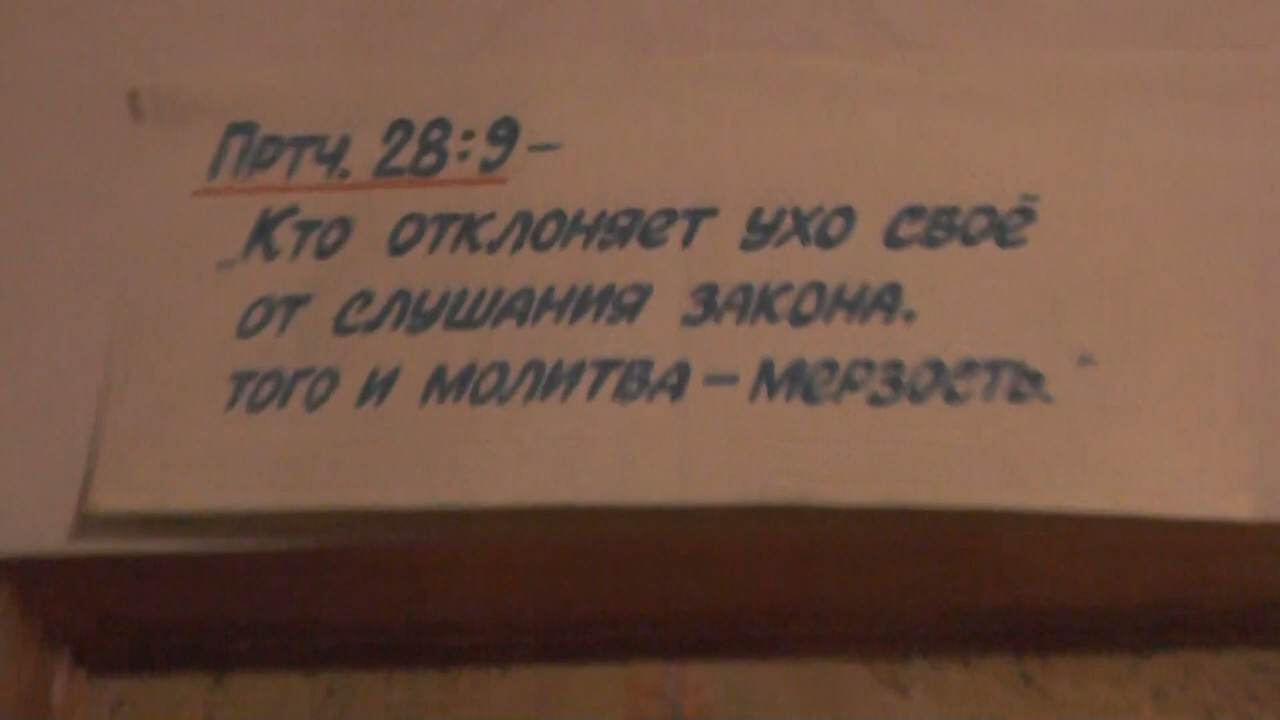 Пртч. 28:9 –
„Кто отклоняет ухо своё
от слушания закона.
того и молитва – мерзость."